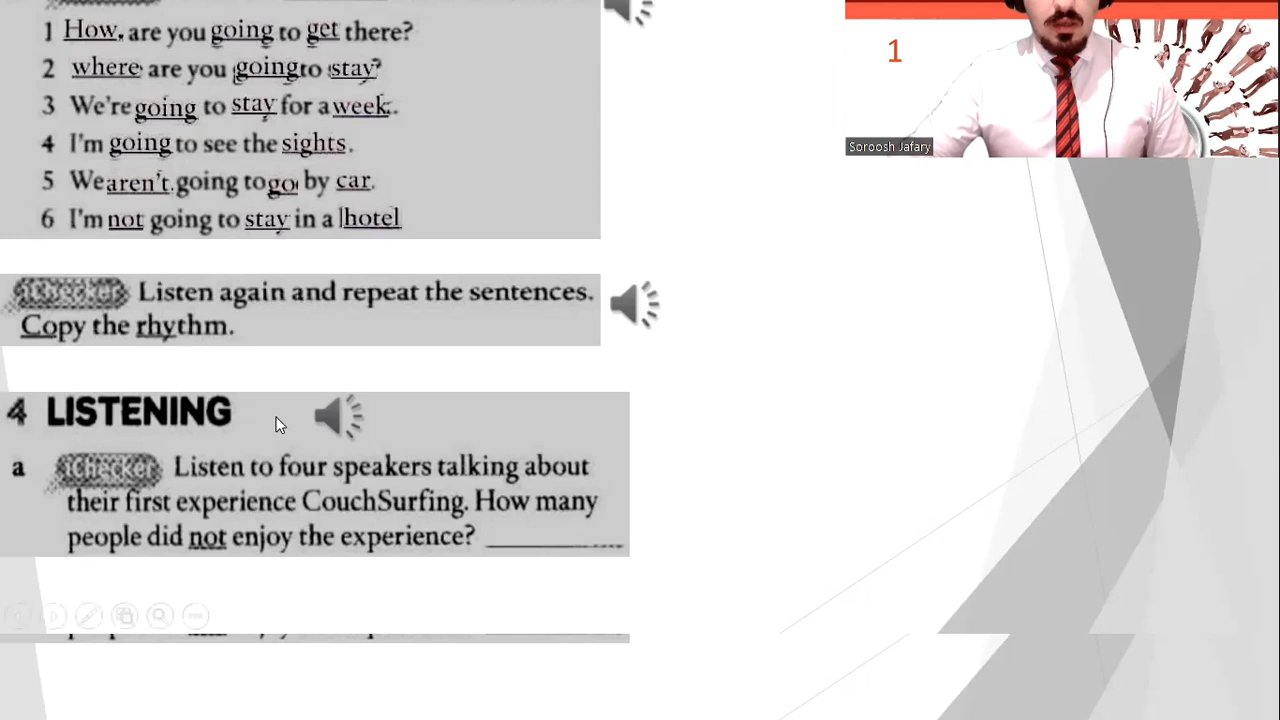 1 How, are you going to get there?
2 where are you going to stay?
3 We're going to stay for a week.
4 I'm going to see the sights.
5 We aren't going to go by car.
6 I'm not going to stay in a hotel
iChecker Listen again and repeat the sentences.
Copy the rhythm.
4 LISTENING
a iChecker Listen to four speakers talking about
their first experience CouchSurfing. How many
people did not enjoy the experience?
1
Soroosh Jafary